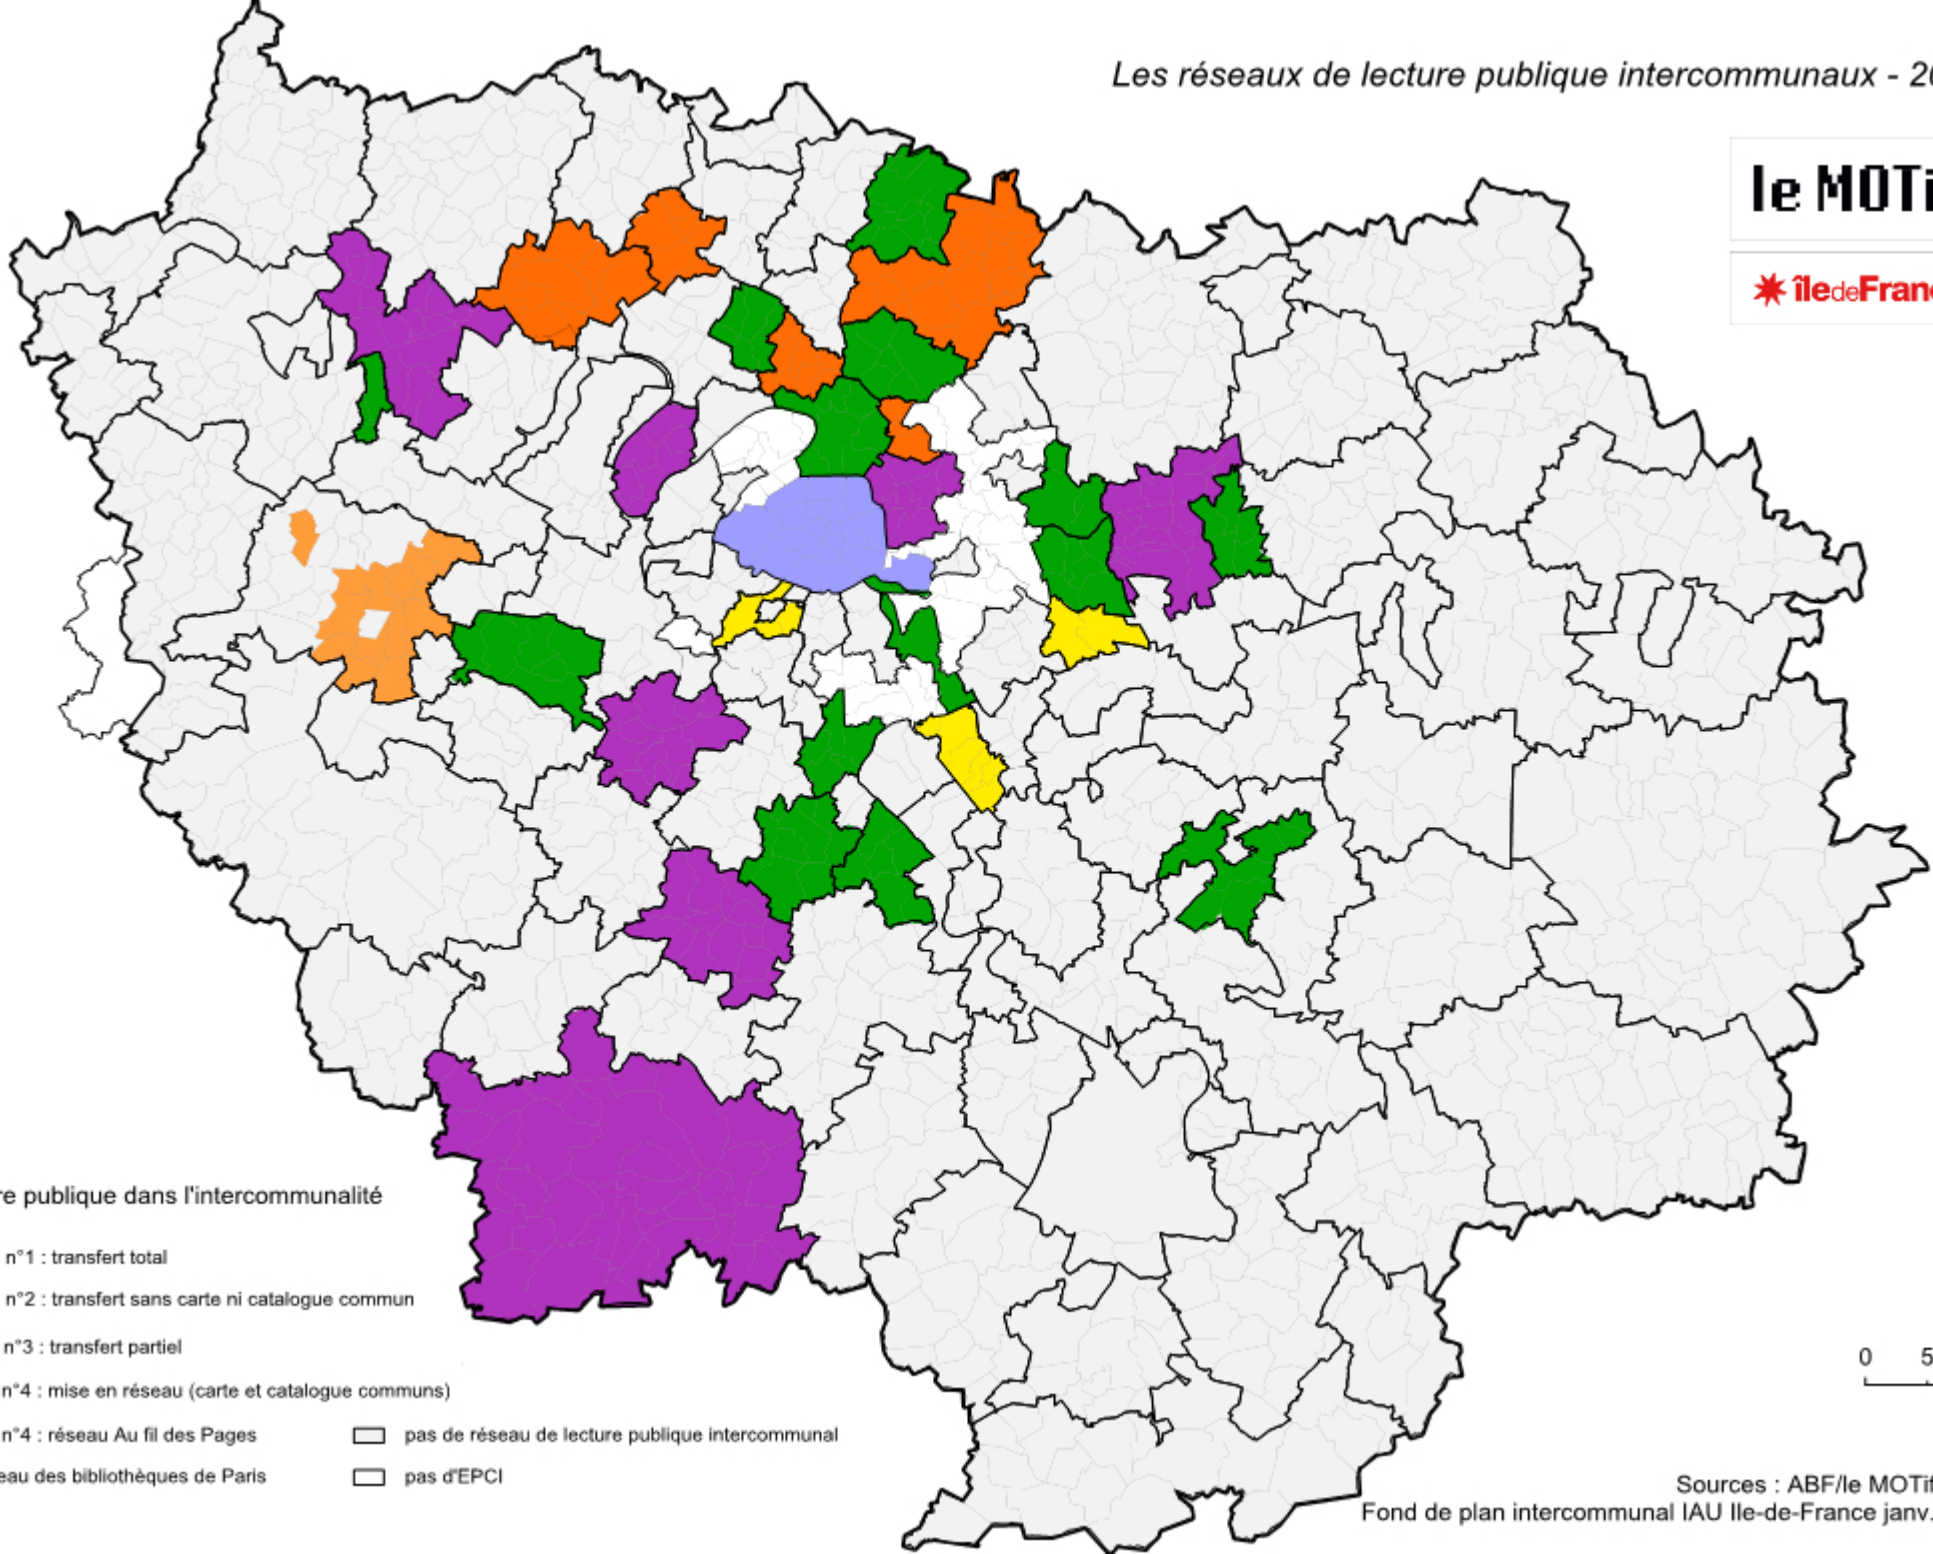 Les réseaux de lecture publique intercommunaux - 20
le MOTi
îledeFran
re publique dans l'intercommunalité
n°1 : transfert total
n°2 : transfert sans carte ni catalogue commun
n°3 : transfert partiel
n°4 : mise en réseau (carte et catalogue communs)
n°4 : réseau Au fil des Pages
pas de réseau de lecture publique intercommunal
eau des bibliothèques de Paris
pas d'EPCI
0 5
Sources : ABF/le MOTif
Fond de plan intercommunal IAU Ile-de-France janv.